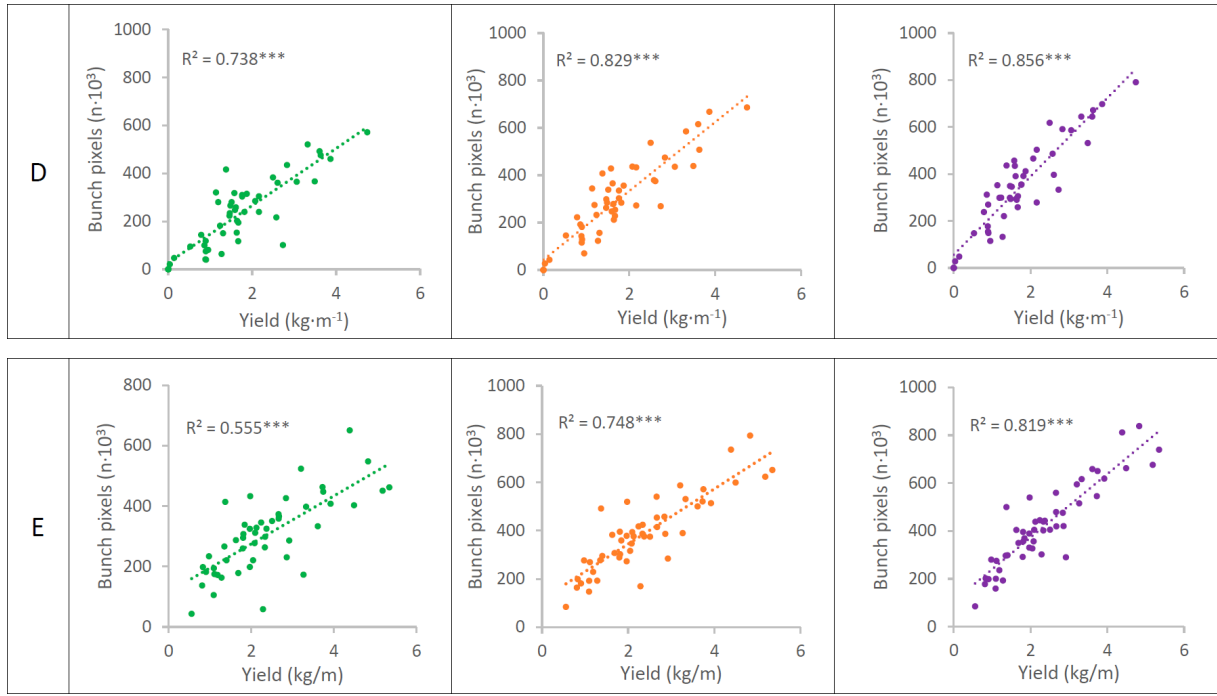 D
1000
800
600
400
200
0
0 2 4 6
R² = 0.738***
Bunch pixels (n·10³)
Yield (kg·m⁻¹)
1000
800
600
400
200
0
0 2 4 6
R² = 0.829***
Bunch pixels (n·10³)
Yield (kg·m⁻¹)
1000
800
600
400
200
0
0 2 4 6
R² = 0.856***
Bunch pixels (n·10³)
Yield (kg·m⁻¹)
E
800
600
400
200
0
0 2 4 6
R² = 0.555***
Bunch pixels (n·10³)
Yield (kg/m)
1000
800
600
400
200
0
0 2 4 6
R² = 0.748***
Bunch pixels (n·10³)
Yield (kg/m)
1000
800
600
400
200
0
0 2 4 6
R² = 0.819***
Bunch pixels (n·10³)
Yield (kg/m)